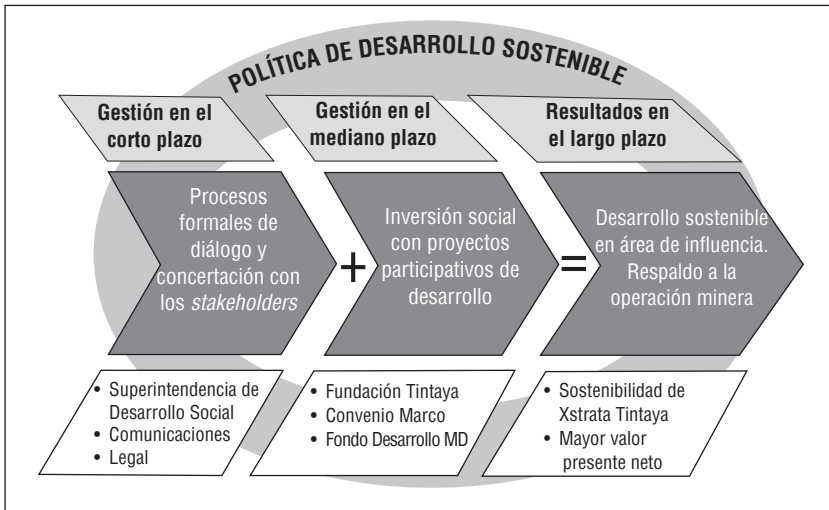 POLÍTICA DE DESARROLLO SOSTENIBLE
Gestión en el
corto plazo
Gestión en el
mediano plazo
Resultados en
el largo plazo
Procesos
formales de
diálogo y
concertación con
los stakeholders
+
Inversión social
con proyectos
participativos de
desarrollo
=
Desarrollo sostenible
en área de influencia.
Respaldo a la
operación minera
• Superintendencia de
Desarrollo Social
• Comunicaciones
• Legal
• Fundación Tintaya
• Convenio Marco
• Fondo Desarrollo MD
• Sostenibilidad de
Xstrata Tintaya
• Mayor valor
presente neto